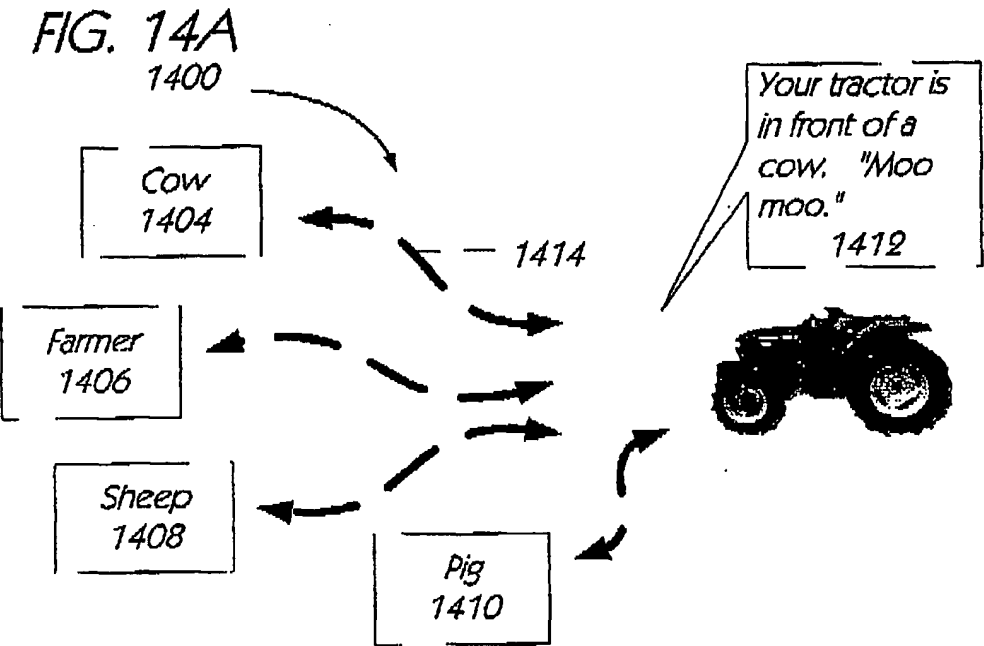 FIG. 14A
1400
Your tractor is
in front of a
cow. "Moo
moo."
1412
Cow
1404
1414
Farmer
1406
Sheep
1408
Pig
1410